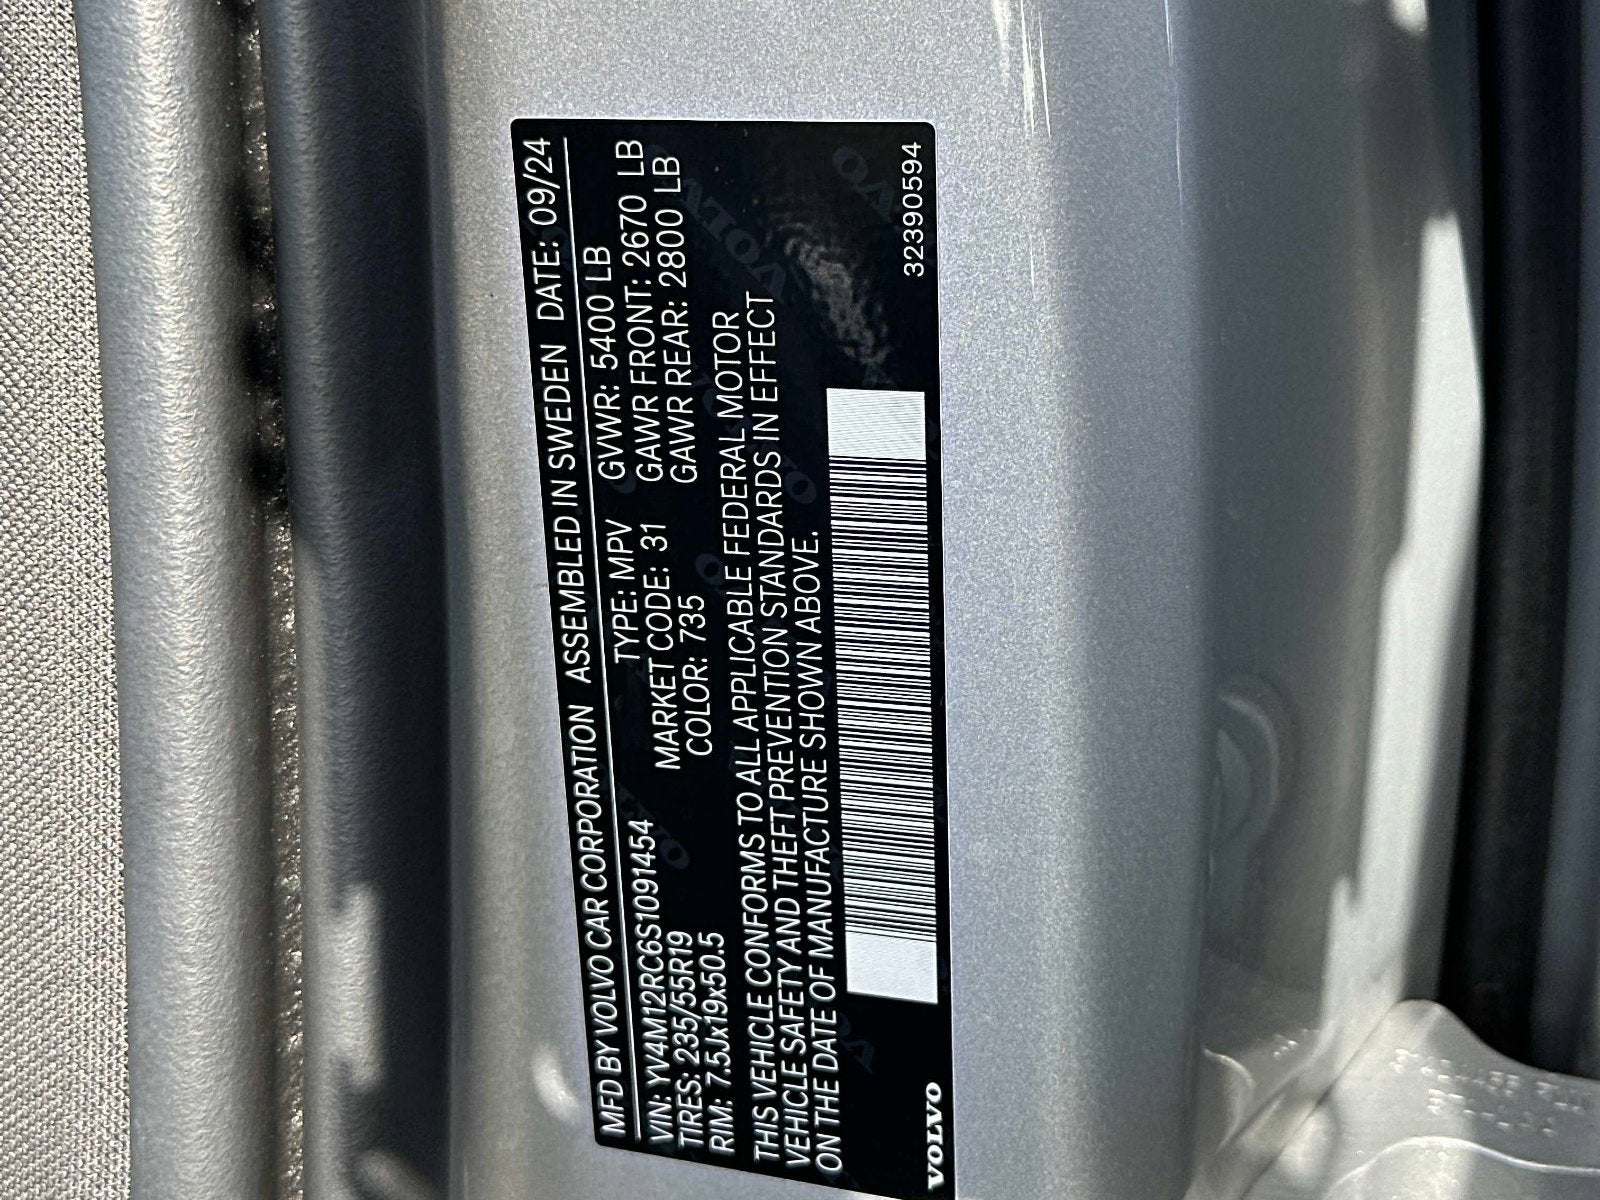 MFD BY VOLVO CAR CORPORATION ASSEMBLED IN SWEDEN DATE: 09/24
VIN: YV4M12RC6S1091454 TYPE: MPV GVWR: 5400 LB
TIRES: 235/55R19 MARKET CODE: 31 GAWR FRONT: 2670 LB
RIM: 7.5Jx19x50.5 COLOR: 735 GAWR REAR: 2800 LB
THIS VEHICLE CONFORMS TO ALL APPLICABLE FEDERAL MOTOR
VEHICLE SAFETY AND THEFT PREVENTION STANDARDS IN EFFECT
ON THE DATE OF MANUFACTURE SHOWN ABOVE.
VOLVO 32390594